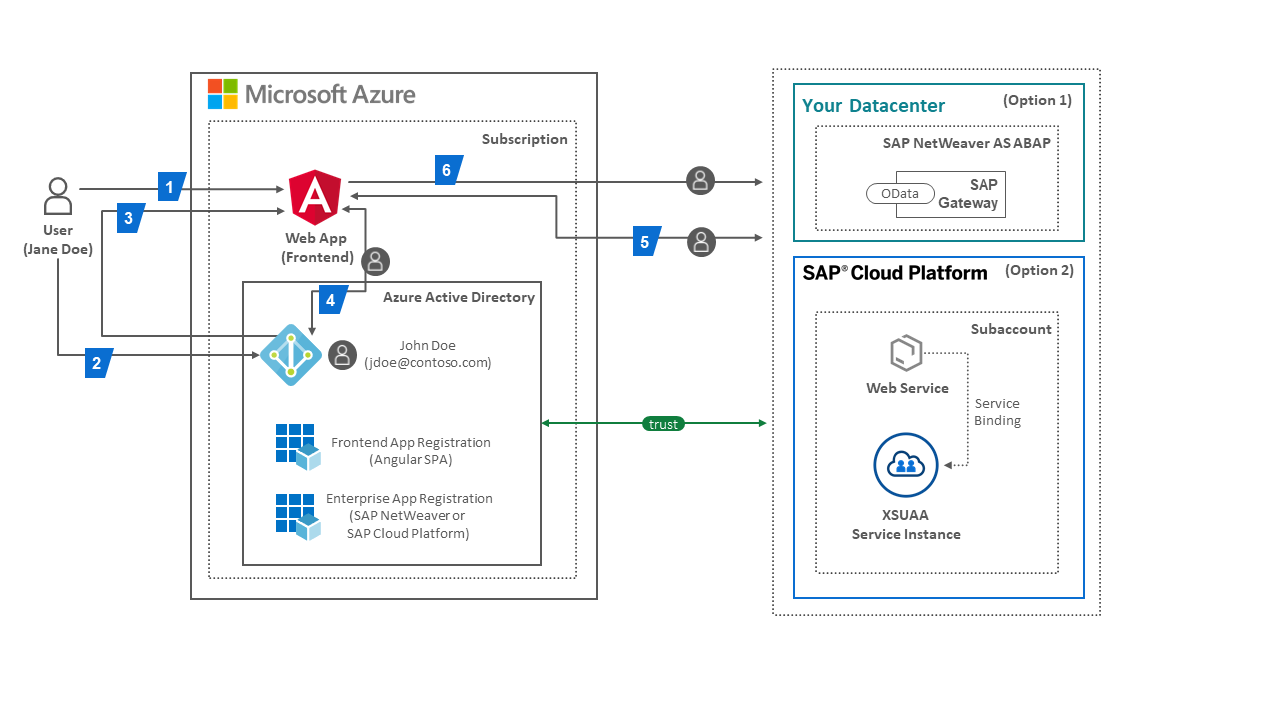 Microsoft Azure
Subscription
1
6
3
5
User
(Jane Doe)
Web App
(Frontend)
4
2
Azure Active Directory
John Doe
(jdoe@contoso.com)
Frontend App Registration
(Angular SPA)
Enterprise App Registration
(SAP NetWeaver or
SAP Cloud Platform)
trust
Your Datacenter
(Option 1)
SAP NetWeaver AS ABAP
OData
SAP
Gateway
SAP® Cloud Platform
(Option 2)
Subaccount
Web Service
Service
Binding
XSUAA
Service Instance